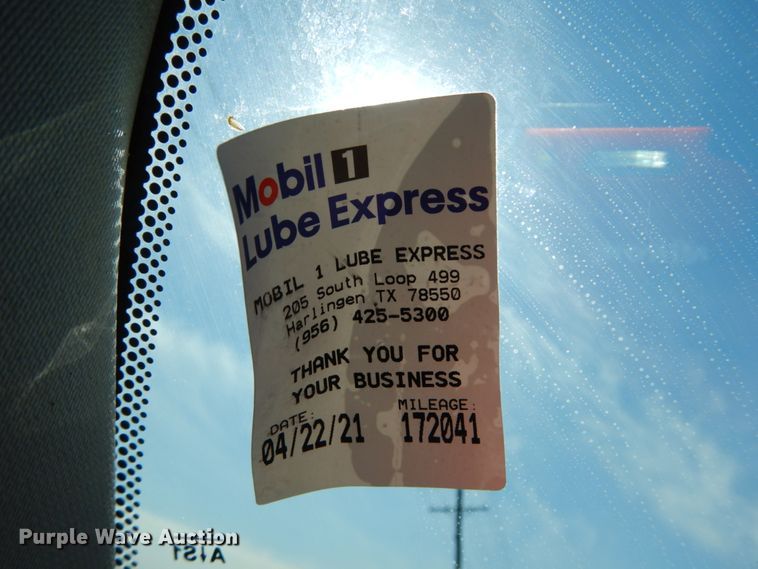 Mobil 1
Lube Express
MOBIL 1 LUBE EXPRESS
205 South Loop 499
Harlingen TX 78550
(956) 425-5300
THANK YOU FOR
YOUR BUSINESS
DATE: MILEAGE:
04/22/21 172041
Purple Wave Auction®